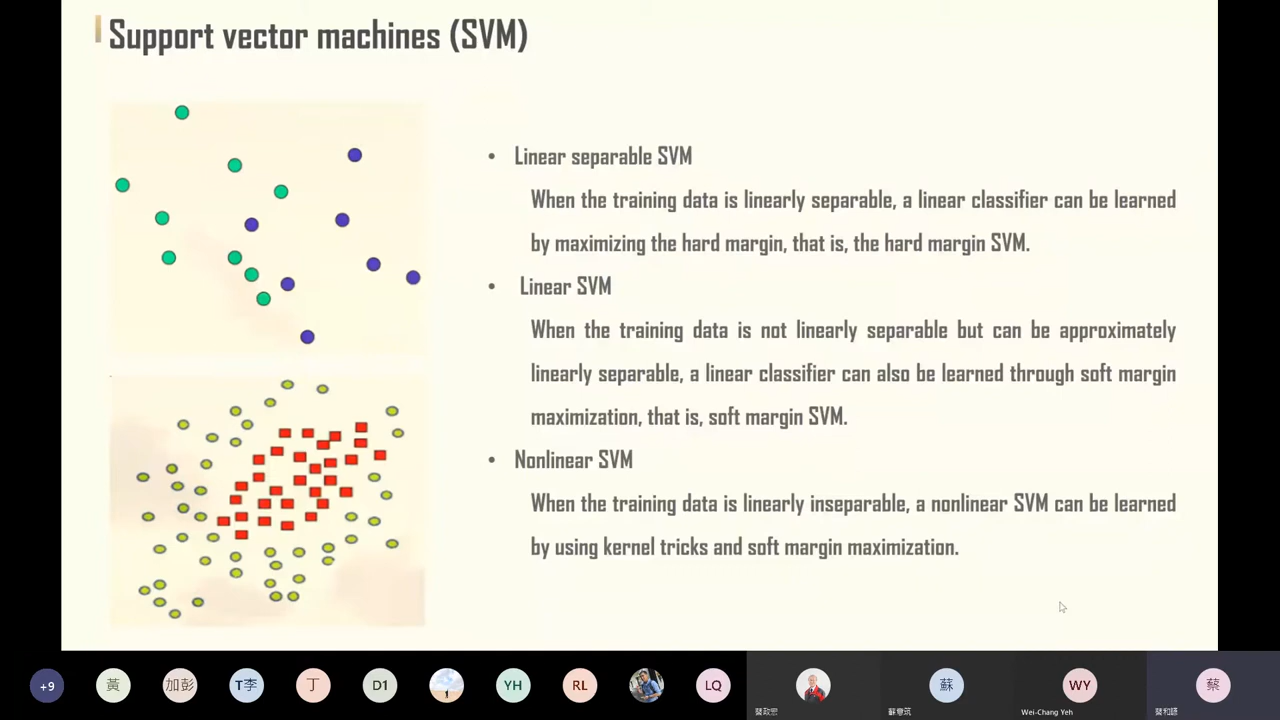 Support vector machines (SVM)
• Linear separable SVM
When the training data is linearly separable, a linear classifier can be learned
by maximizing the hard margin, that is, the hard margin SVM.
• Linear SVM
When the training data is not linearly separable but can be approximately
linearly separable, a linear classifier can also be learned through soft margin
maximization, that is, soft margin SVM.
• Nonlinear SVM
When the training data is linearly inseparable, a nonlinear SVM can be learned
by using kernel tricks and soft margin maximization.
+9
黃
加彭
T李
丁
D1
YH
RL
LQ
蘇
WY
蔡
Wei-Chang Yeh